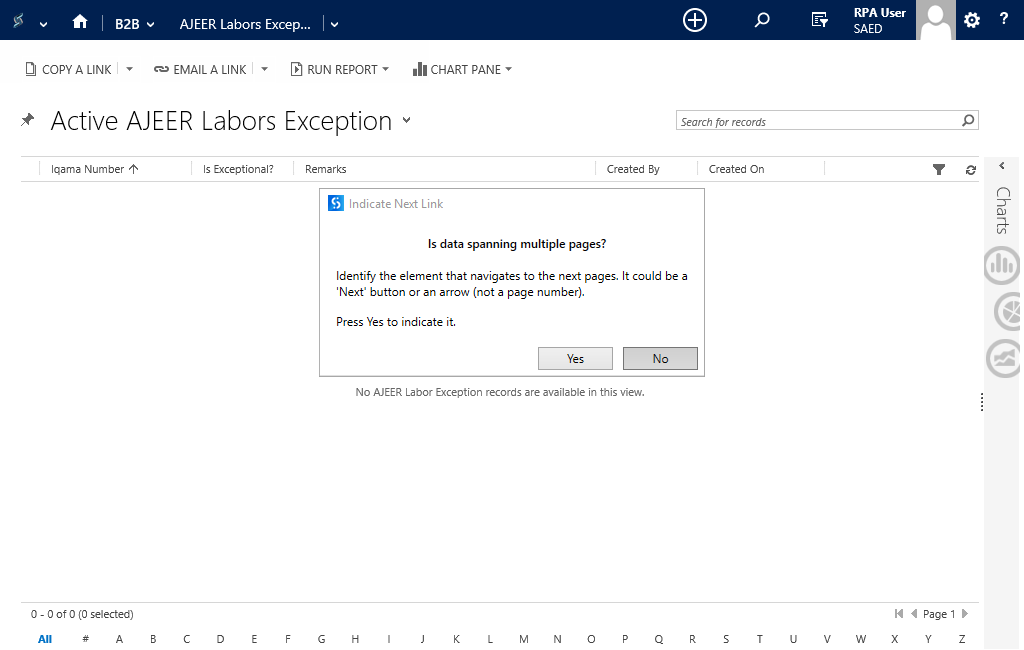 B2B
AJEER Labors Excep...
RPA User
SAED
?
COPY A LINK
EMAIL A LINK
RUN REPORT
CHART PANE
Active AJEER Labors Exception
Search for records
Iqama Number
Is Exceptional?
Remarks
Created By
Created On
Charts
Indicate Next Link
Is data spanning multiple pages?
Identify the element that navigates to the next pages. It could be a
'Next' button or an arrow (not a page number).
Press Yes to indicate it.
Yes
No
No AJEER Labor Exception records are available in this view.
0 - 0 of 0 (0 selected)
Page 1
All # A B C D E F G H I J K L M N O P Q R S T U V W X Y Z